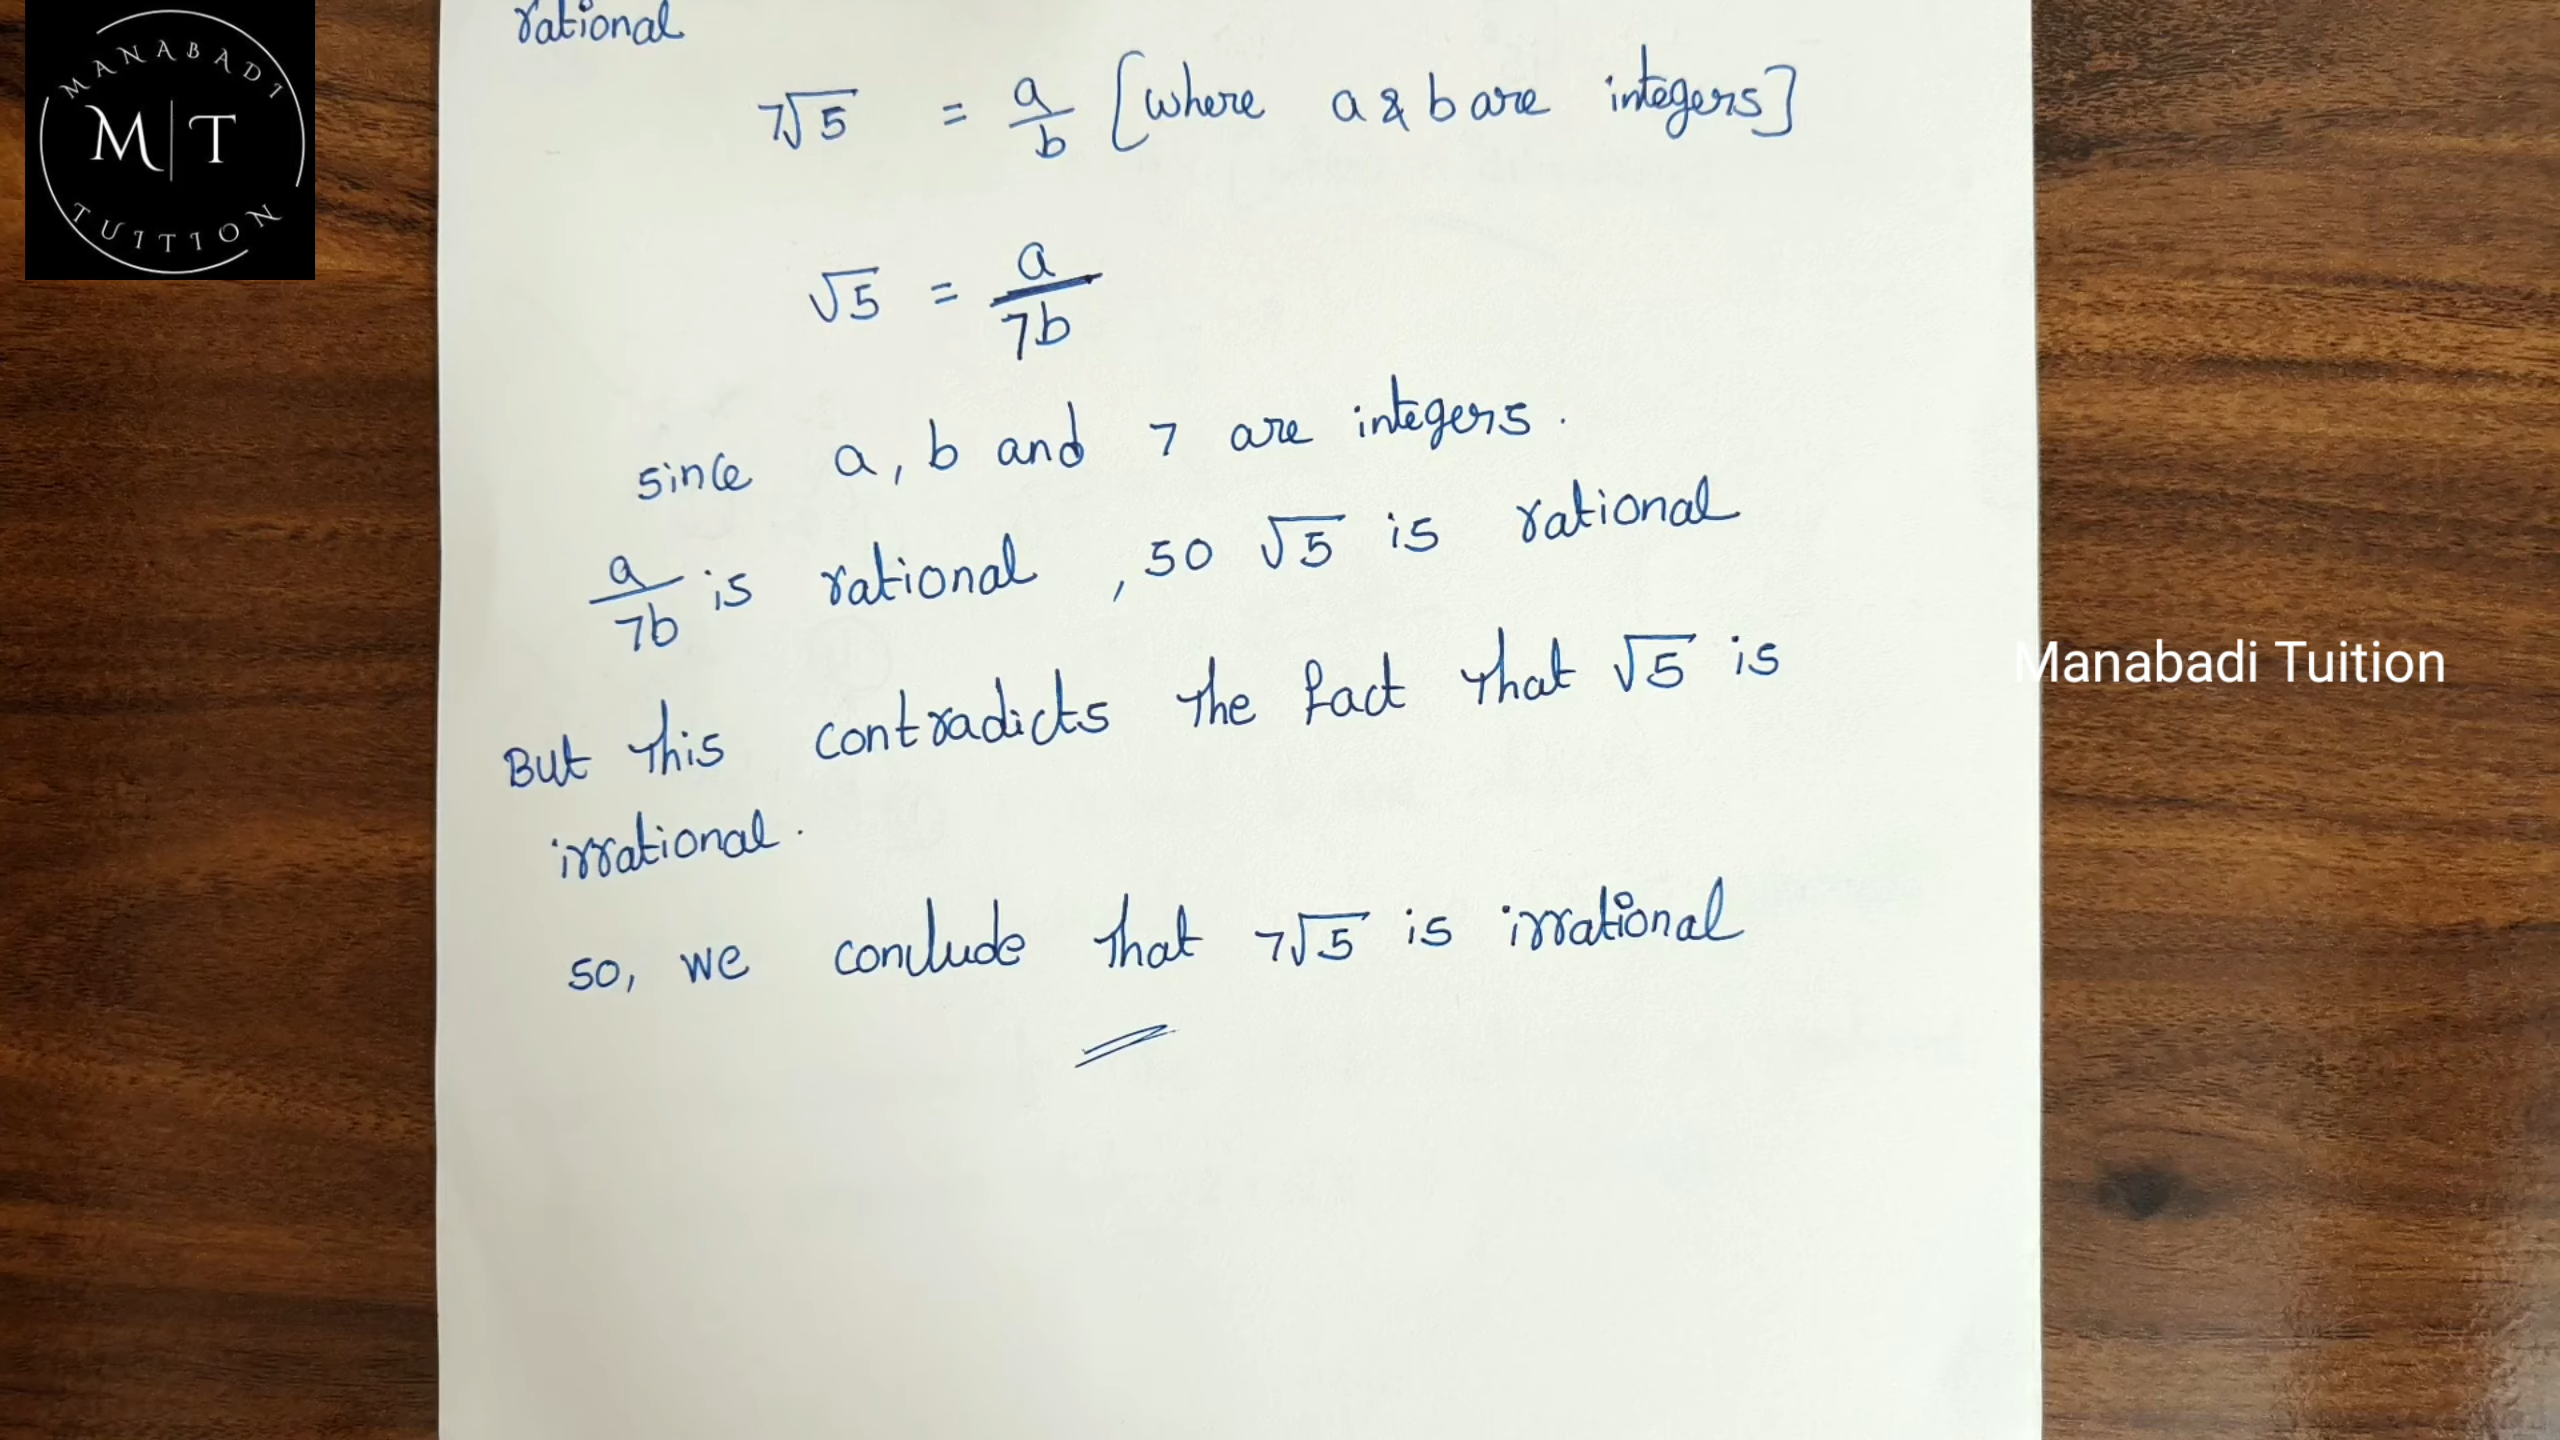 MANABADI
M|T
TUITION
rational
7√5 = a/b [where a & b are integers]
√5 = a/7b
since a, b and 7 are integers.
a/7b is rational, so √5 is rational
But this contradicts the fact that √5 is
irrational.
so, we conclude that 7√5 is irrational
Manabadi Tuition